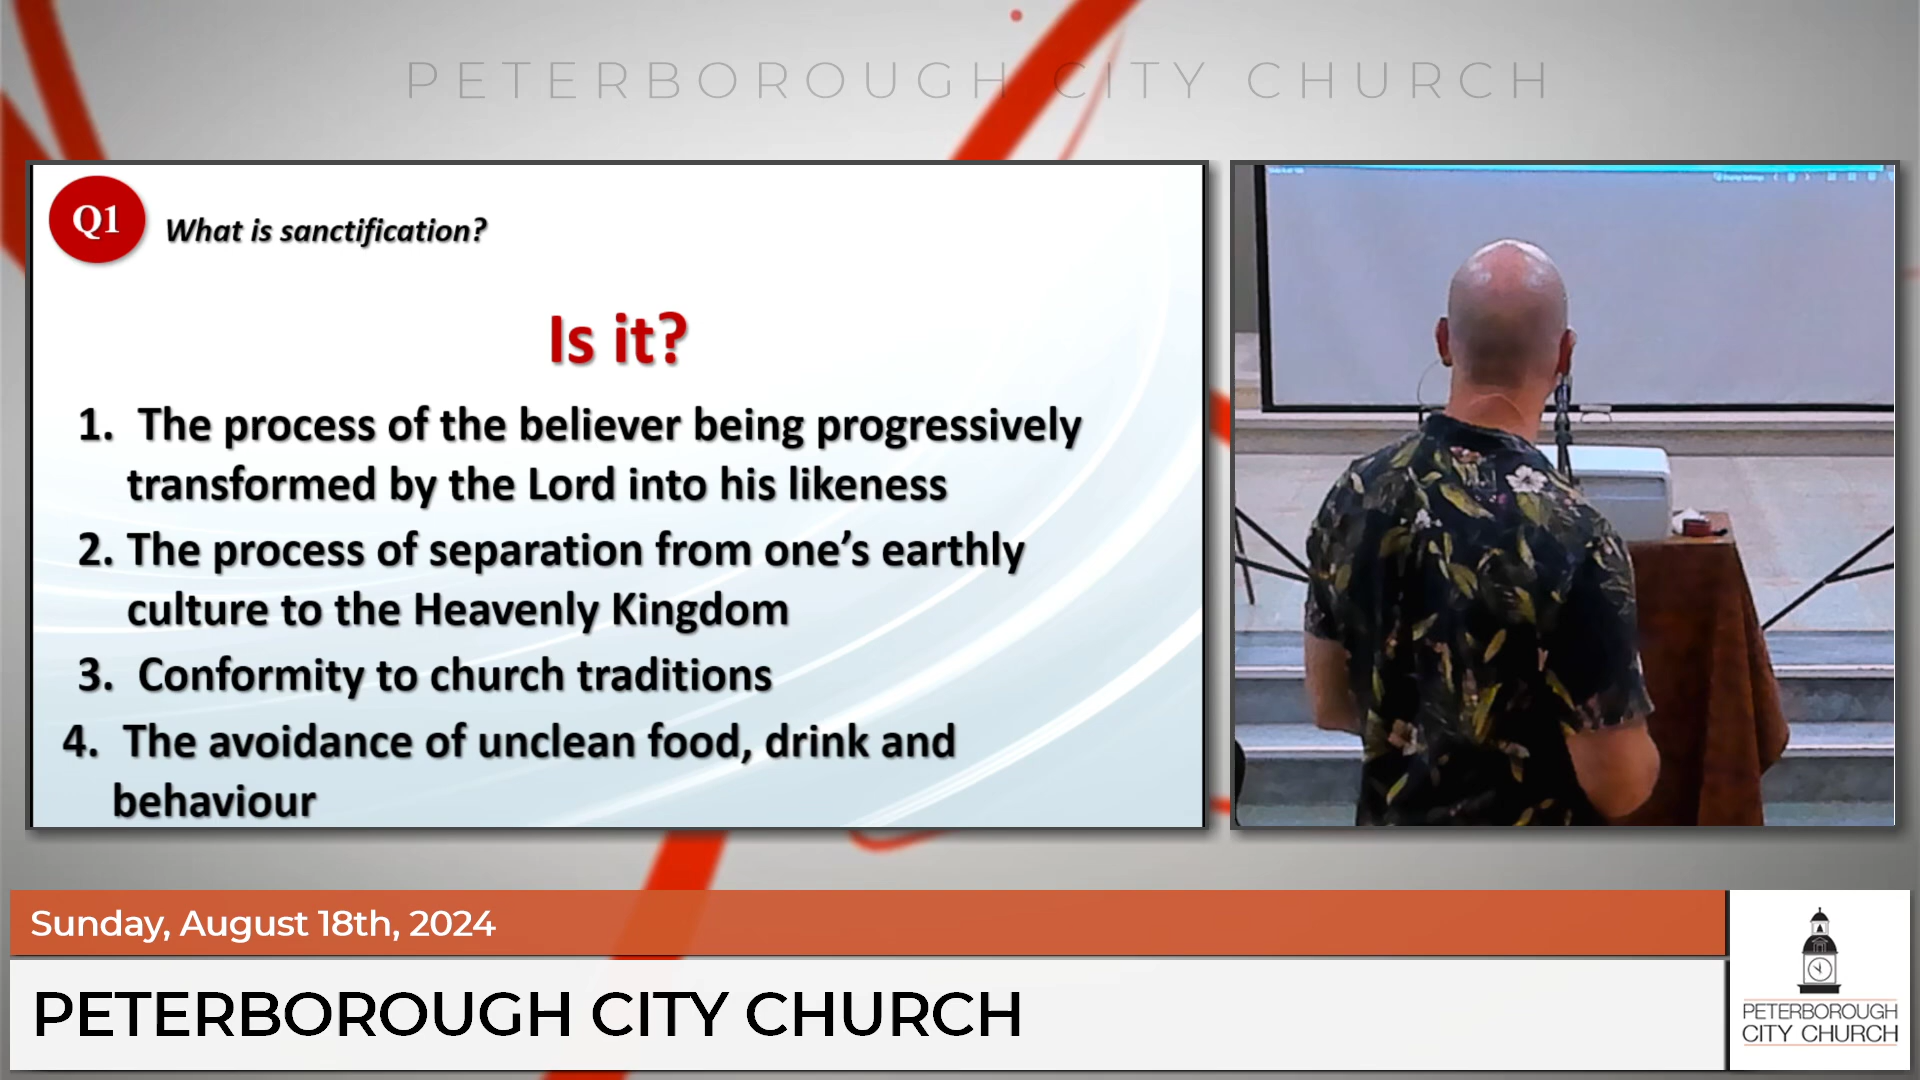 PETERBOROUGH CITY CHURCH
Q1
What is sanctification?
Is it?
1. The process of the believer being progressively
transformed by the Lord into his likeness
2. The process of separation from one’s earthly
culture to the Heavenly Kingdom
3. Conformity to church traditions
4. The avoidance of unclean food, drink and
behaviour
Sunday, August 18th, 2024
PETERBOROUGH CITY CHURCH
PETERBOROUGH
CITY CHURCH